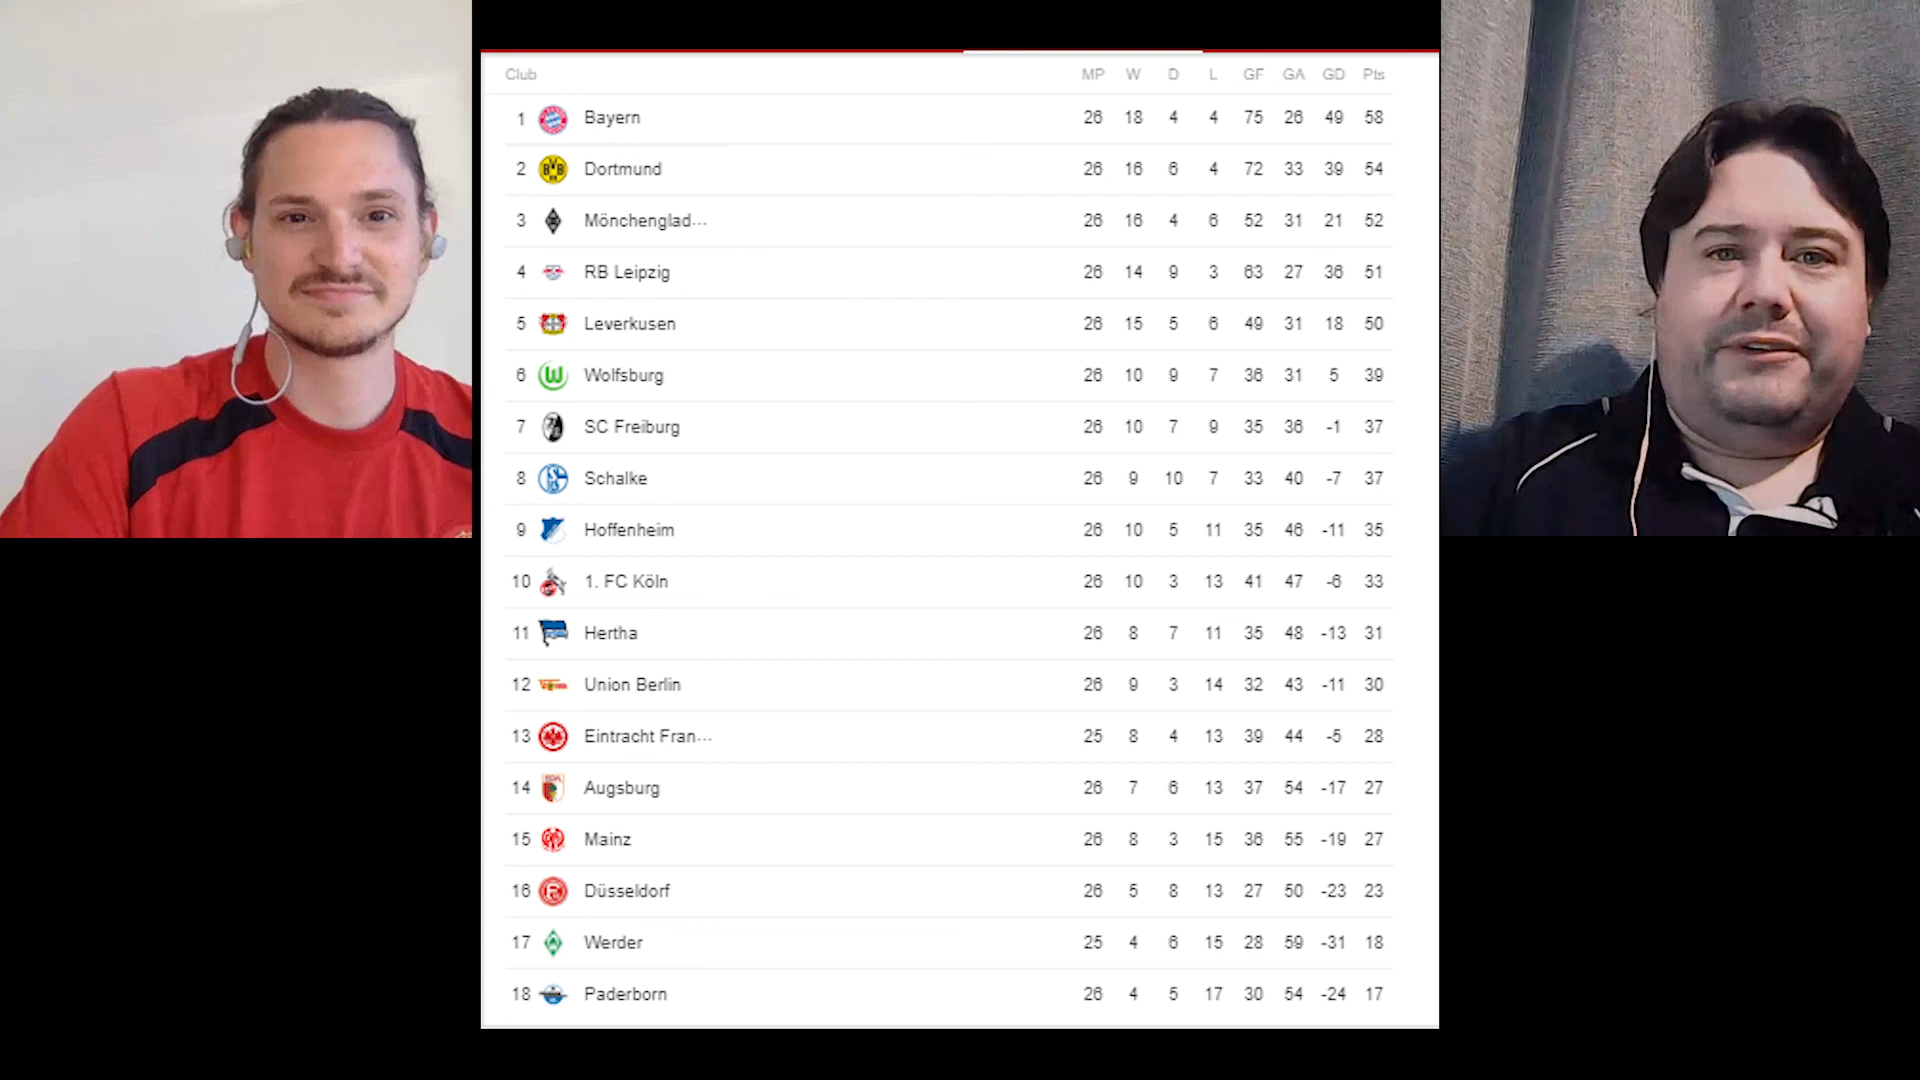 Club MP W D L GF GA GD Pts
1 Bayern 26 18 4 4 75 26 49 58
2 BVB Dortmund 26 16 6 4 72 33 39 54
3 Mönchenglad... 26 16 4 6 52 31 21 52
4 RB Leipzig 26 14 9 3 63 27 36 51
5 Leverkusen 26 15 5 6 49 31 18 50
6 W Wolfsburg 26 10 9 7 36 31 5 39
7 SC Freiburg 26 10 7 9 35 36 -1 37
8 Schalke 26 9 10 7 33 40 -7 37
9 Hoffenheim 26 10 5 11 35 46 -11 35
10 1. FC Köln 26 10 3 13 41 47 -6 33
11 Hertha 26 8 7 11 35 48 -13 31
12 Union Berlin 26 9 3 14 32 43 -11 30
13 Eintracht Fran... 25 8 4 13 39 44 -5 28
14 Augsburg 26 7 6 13 37 54 -17 27
15 Mainz 26 8 3 15 36 55 -19 27
16 Düsseldorf 26 5 8 13 27 50 -23 23
17 Werder 25 4 6 15 28 59 -31 18
18 Paderborn 26 4 5 17 30 54 -24 17